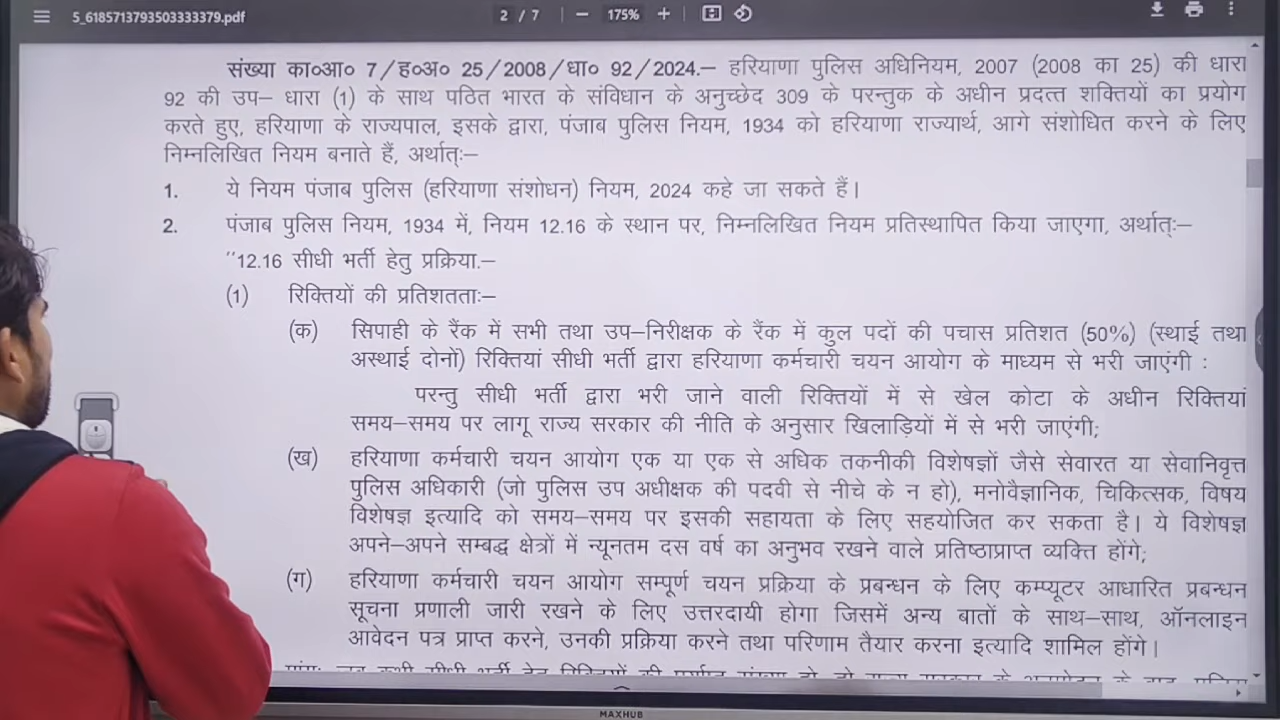 5_6185713793503333379.pdf
2 / 7
175%
संख्या का०आ० 7/ह०अ० 25/2008/धा० 92/2024.— हरियाणा पुलिस अधिनियम, 2007 (2008 का 25) की धारा
92 की उप— धारा (1) के साथ पठित भारत के संविधान के अनुच्छेद 309 के परन्तुक के अधीन प्रदत्त शक्तियों का प्रयोग
करते हुए, हरियाणा के राज्यपाल, इसके द्वारा, पंजाब पुलिस नियम, 1934 को हरियाणा राज्यार्थ, आगे संशोधित करने के लिए
निम्नलिखित नियम बनाते हैं, अर्थात्ः—
1. ये नियम पंजाब पुलिस (हरियाणा संशोधन) नियम, 2024 कहे जा सकते हैं।
2. पंजाब पुलिस नियम, 1934 में, नियम 12.16 के स्थान पर, निम्नलिखित नियम प्रतिस्थापित किया जाएगा, अर्थात्ः—
"12.16 सीधी भर्ती हेतु प्रक्रिया.—
(1) रिक्तियों की प्रतिशतताः—
(क) सिपाही के रैंक में सभी तथा उप—निरीक्षक के रैंक में कुल पदों की पचास प्रतिशत (50%) (स्थाई तथा
अस्थाई दोनों) रिक्तियां सीधी भर्ती द्वारा हरियाणा कर्मचारी चयन आयोग के माध्यम से भरी जाएंगी :
परन्तु सीधी भर्ती द्वारा भरी जाने वाली रिक्तियों में से खेल कोटा के अधीन रिक्तियां
समय—समय पर लागू राज्य सरकार की नीति के अनुसार खिलाड़ियों में से भरी जाएंगी;
(ख) हरियाणा कर्मचारी चयन आयोग एक या एक से अधिक तकनीकी विशेषज्ञों जैसे सेवारत या सेवानिवृत्त
पुलिस अधिकारी (जो पुलिस उप अधीक्षक की पदवी से नीचे के न हो), मनोवैज्ञानिक, चिकित्सक, विषय
विशेषज्ञ इत्यादि को समय—समय पर इसकी सहायता के लिए सहयोजित कर सकता है। ये विशेषज्ञ
अपने—अपने सम्बद्ध क्षेत्रों में न्यूनतम दस वर्ष का अनुभव रखने वाले प्रतिष्ठाप्राप्त व्यक्ति होंगे;
(ग) हरियाणा कर्मचारी चयन आयोग सम्पूर्ण चयन प्रक्रिया के प्रबन्धन के लिए कम्प्यूटर आधारित प्रबन्धन
सूचना प्रणाली जारी रखने के लिए उत्तरदायी होगा जिसमें अन्य बातों के साथ—साथ, ऑनलाइन
आवेदन पत्र प्राप्त करने, उनकी प्रक्रिया करने तथा परिणाम तैयार करना इत्यादि शामिल होंगे।
MAXHUB